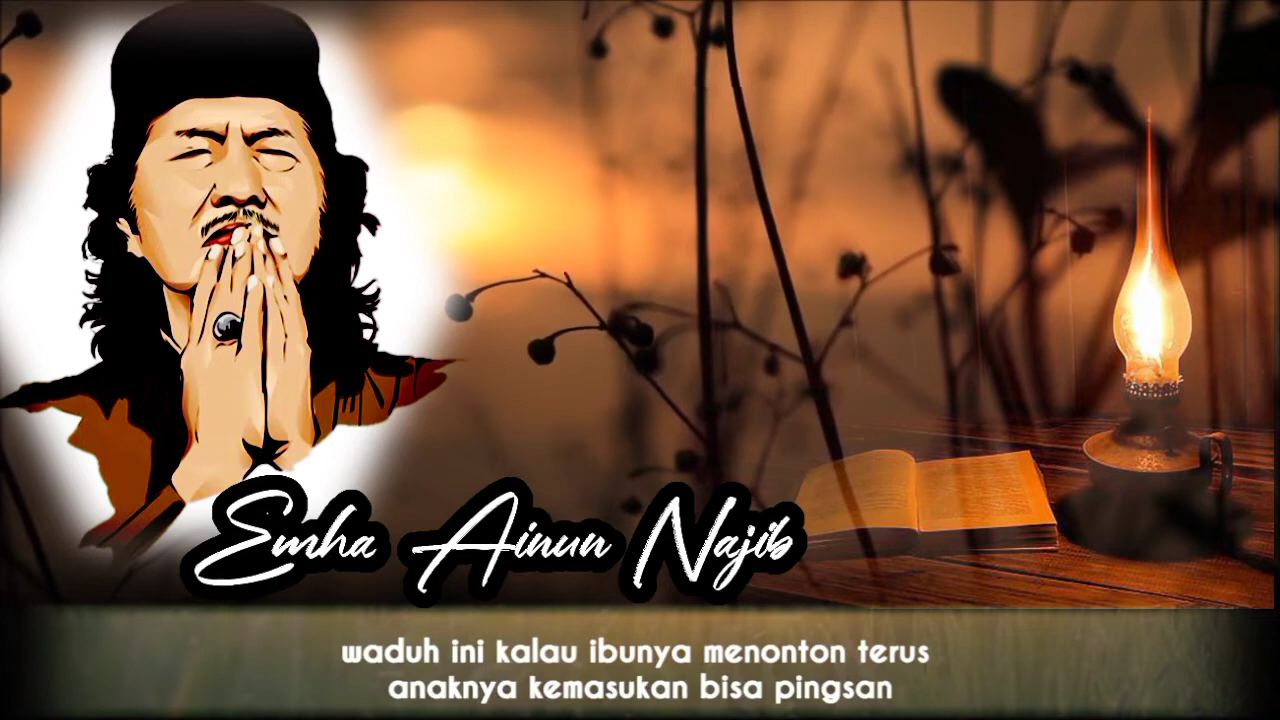 Emha Ainun Najib
waduh ini kalau ibunya menonton terus
anaknya kemasukan bisa pingsan